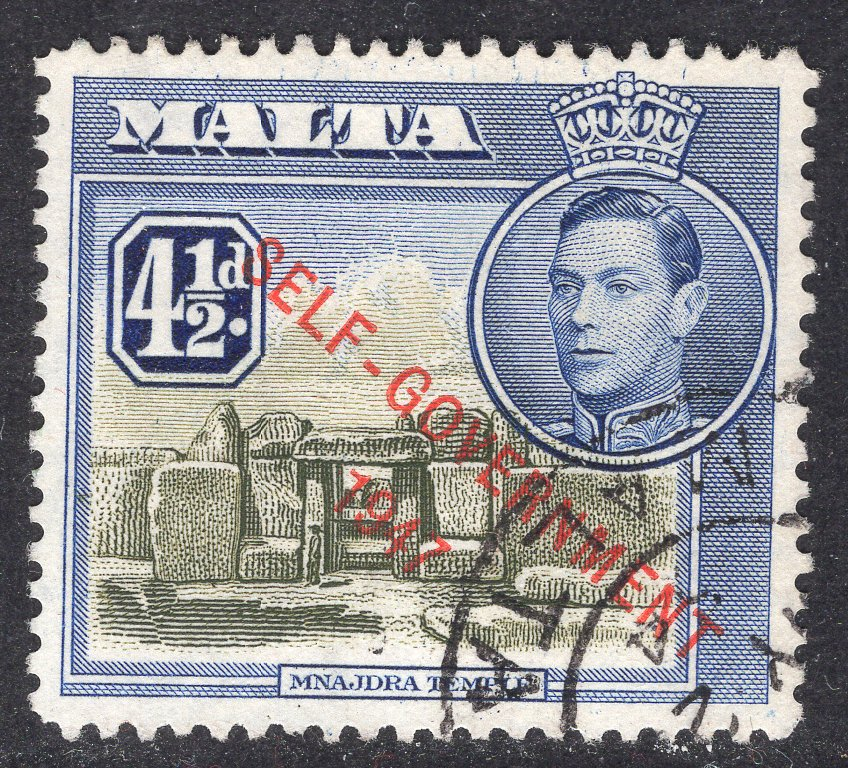 MALTA
4½d.
SELF-GOVERNMENT
1947
MNAJDRA TEMPLE